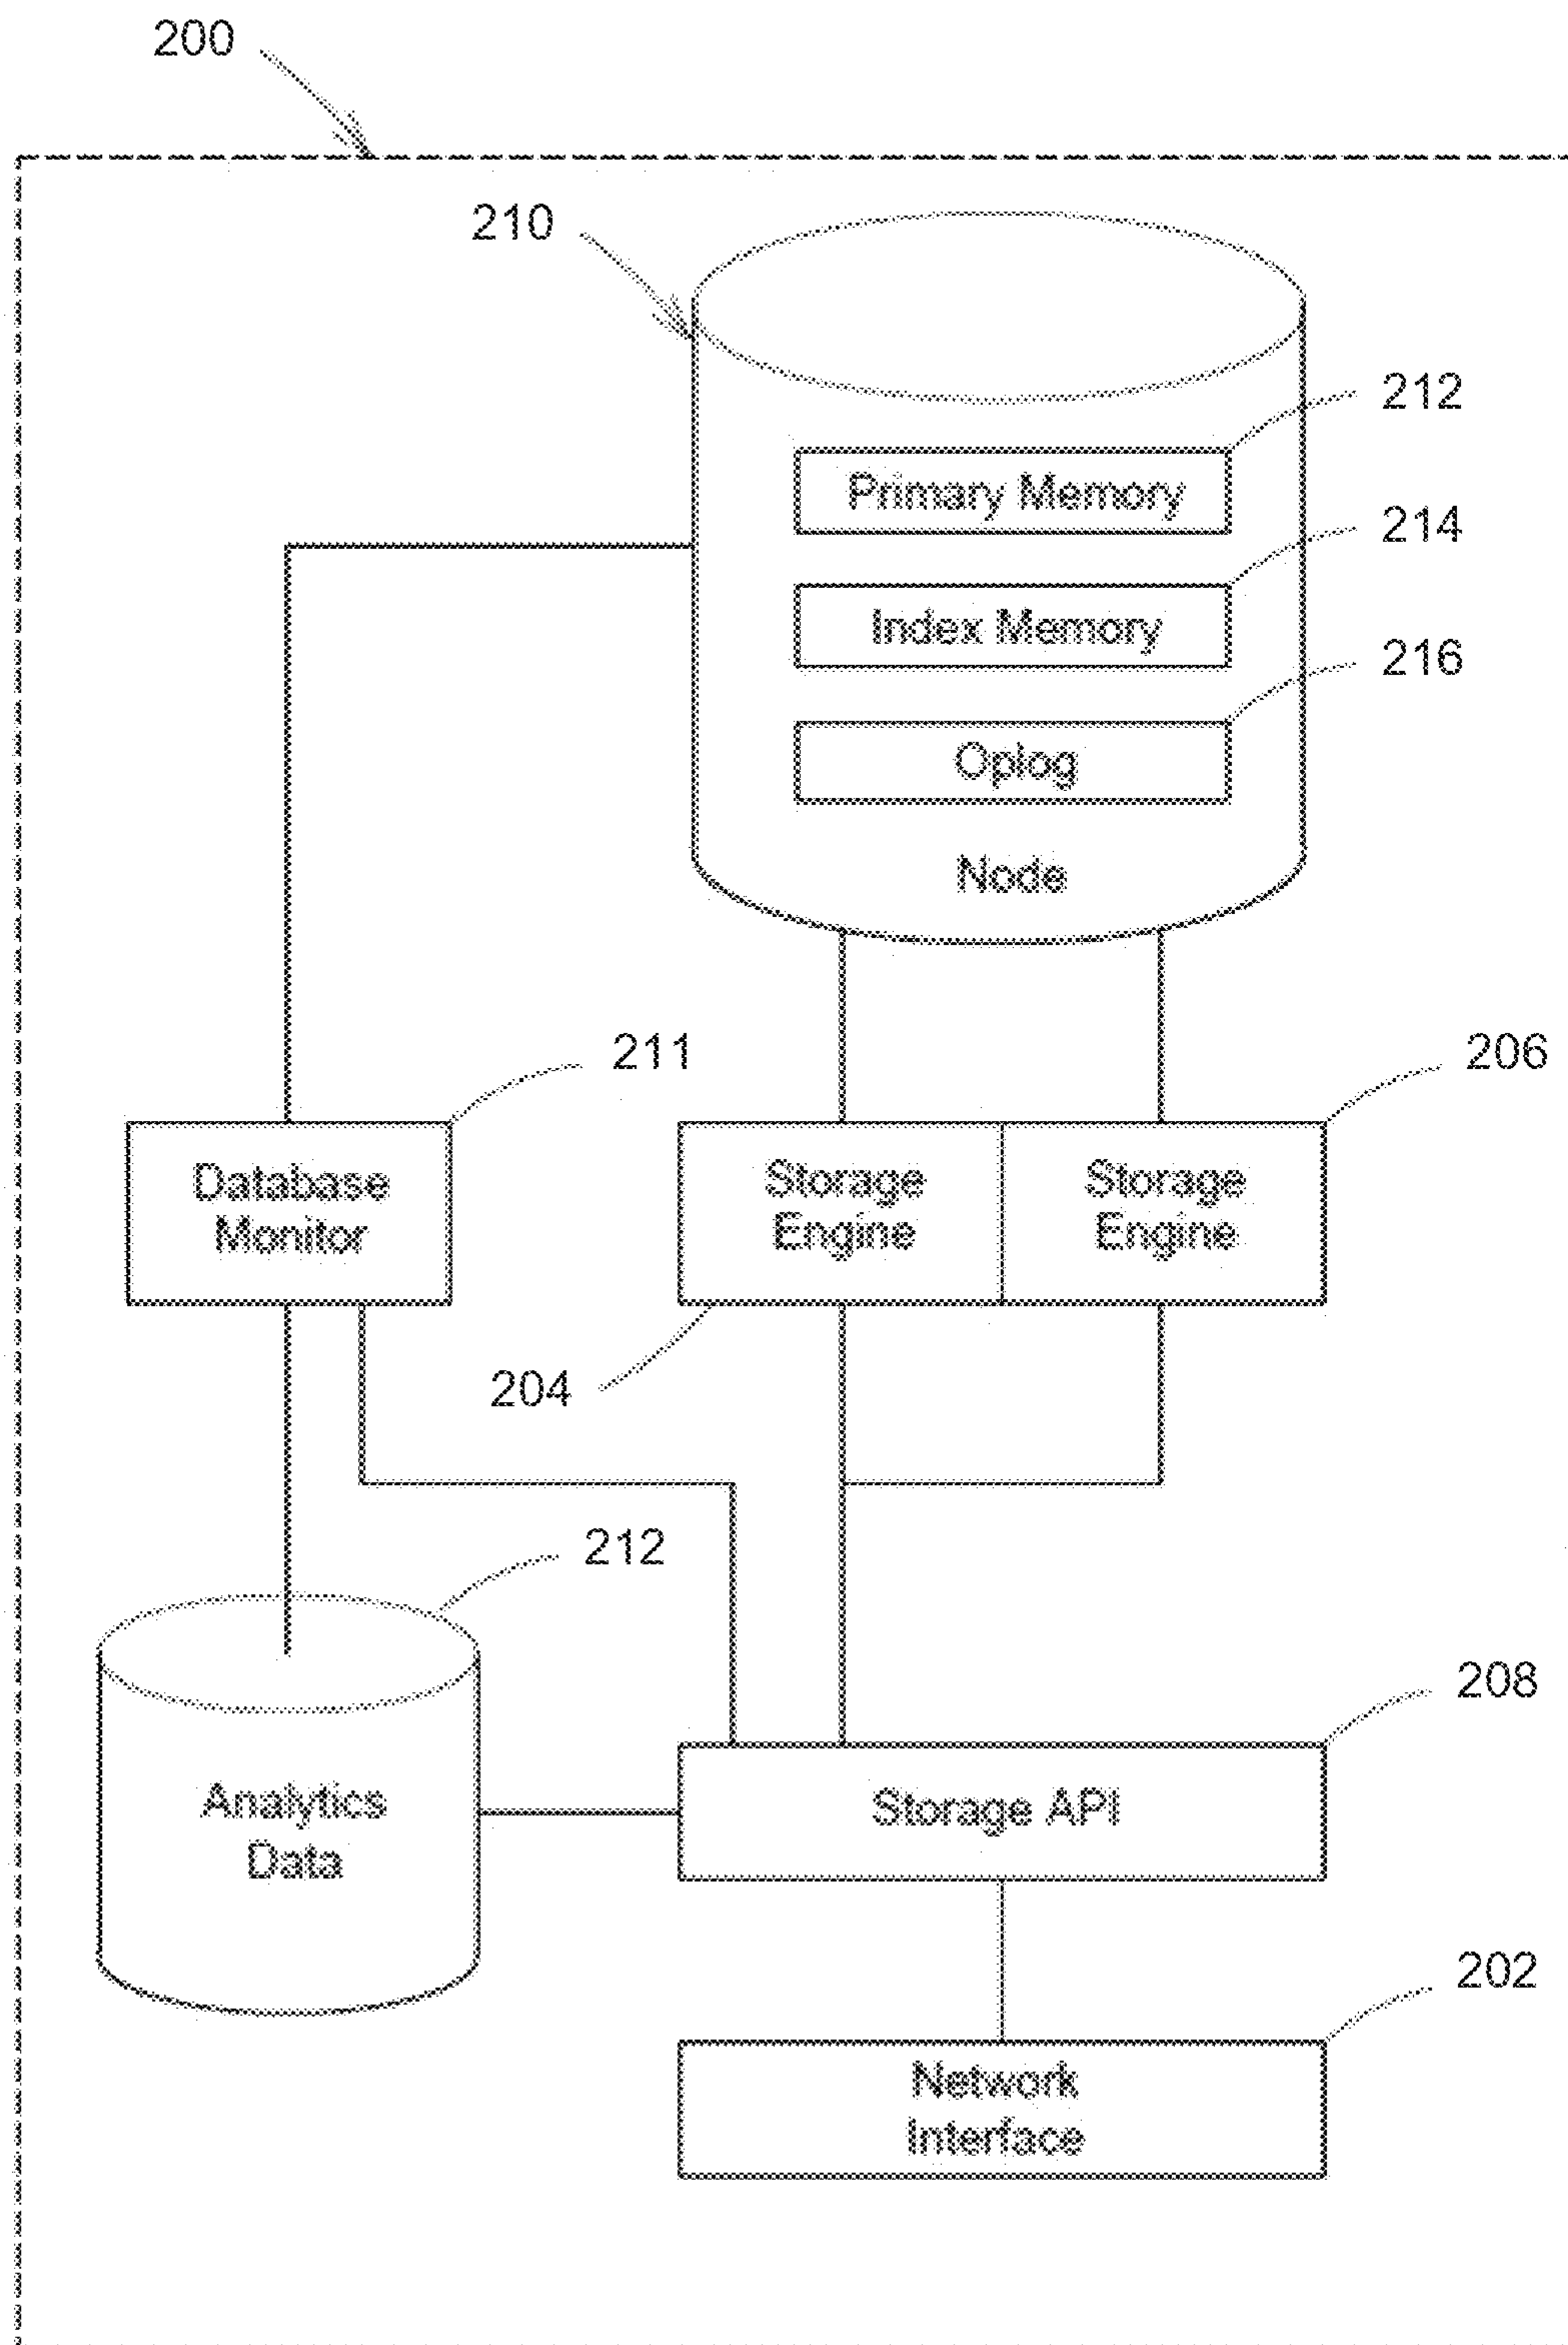 200
210
212
Primary Memory
214
Index Memory
216
Oplog
Node
211
206
Database
Monitor
Storage
Engine
Storage
Engine
204
212
208
Analytics
Data
Storage API
202
Network
Interface